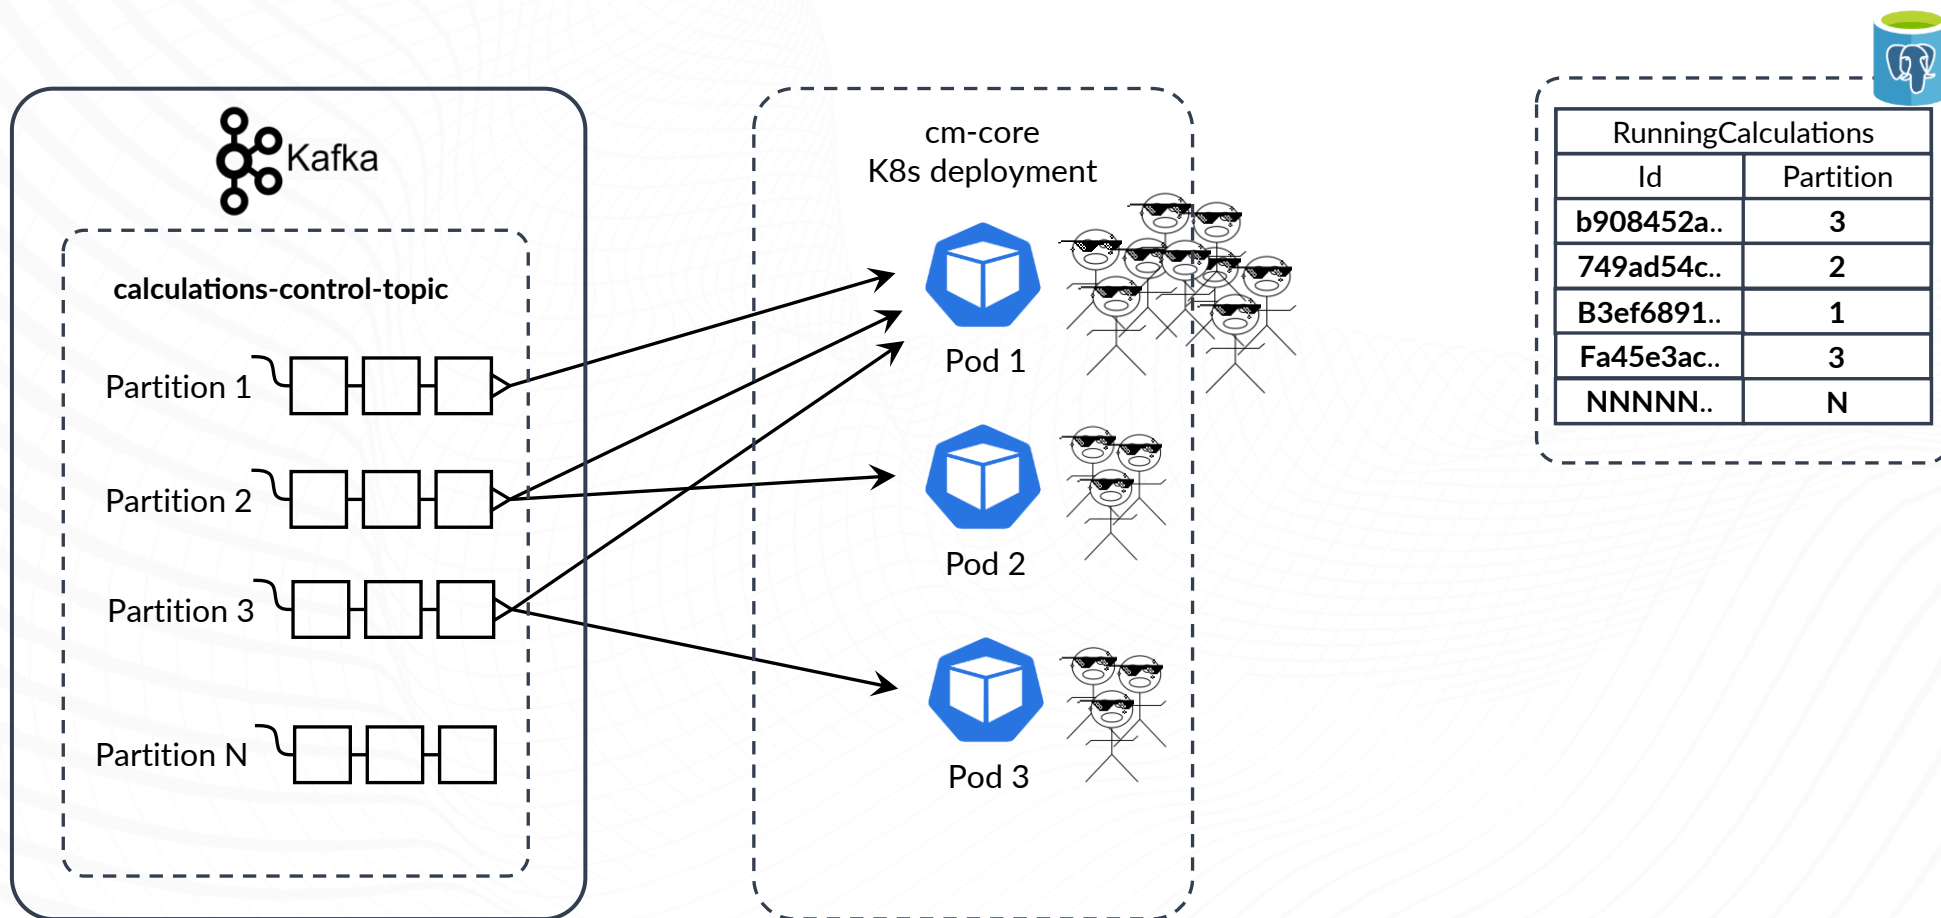 Kafka
calculations-control-topic
Partition 1
Partition 2
Partition 3
Partition N
cm-core
K8s deployment
Pod 1
Pod 2
Pod 3
RunningCalculations
Id Partition
b908452a.. 3
749ad54c.. 2
B3ef6891.. 1
Fa45e3ac.. 3
NNNNN.. N